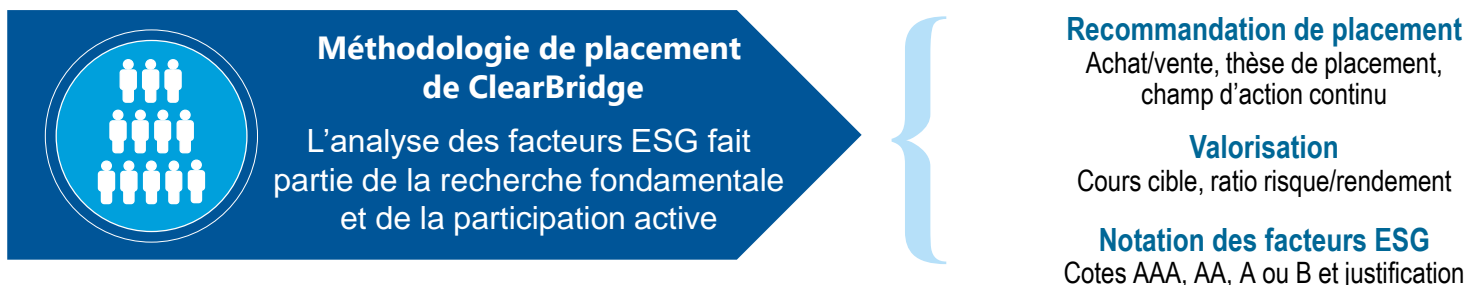 Méthodologie de placement
de ClearBridge
L'analyse des facteurs ESG fait
partie de la recherche fondamentale
et de la participation active
Recommandation de placement
Achat/vente, thèse de placement,
champ d'action continu
Valorisation
Cours cible, ratio risque/rendement
Notation des facteurs ESG
Cotes AAA, AA, A ou B et justification